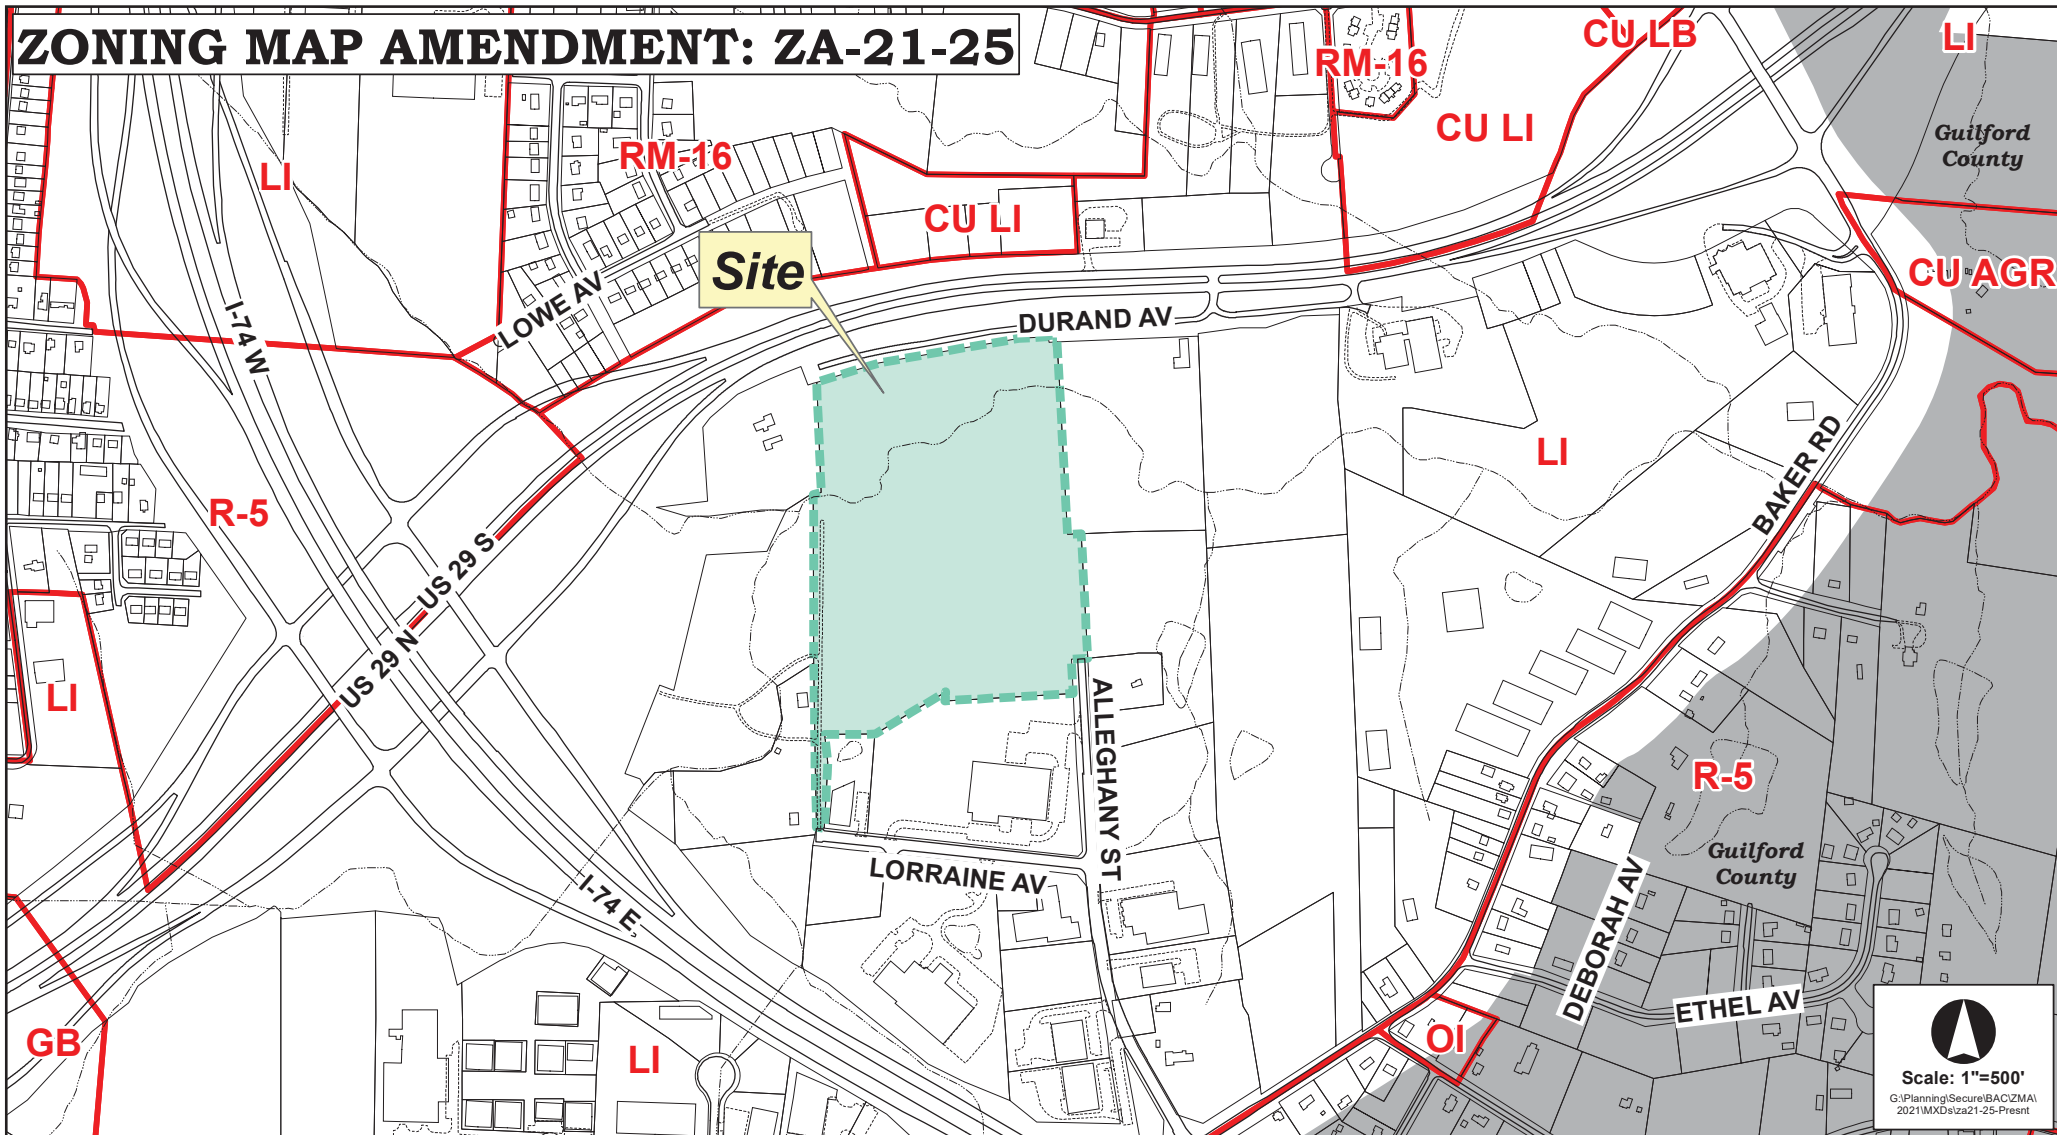 ZONING MAP AMENDMENT: ZA-21-25
CU LB
LI
RM-16
CU LI
Guilford
County
LI
RM-16
CU LI
Site
CU AGR
LOWE AV
DURAND AV
I-74 W
LI
BAKER RD
R-5
US 29 S
US 29 N
LI
ALLEGHANY ST
R-5
Guilford
County
LORRAINE AV
I-74 E
DEBORAH AV
ETHEL AV
GB
LI
OI
Scale: 1"=500'
G:\Planning\Secure\BAC\ZMA\
2021\MXDs\za21-25-Presnt